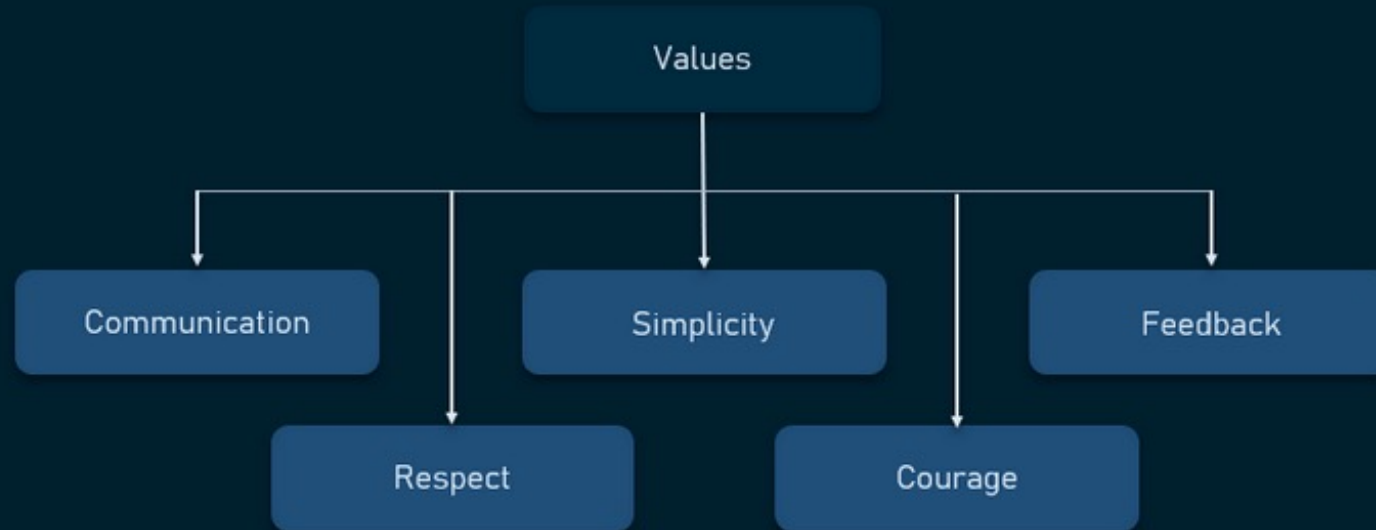 Values
Communication
Simplicity
Feedback
Respect
Courage